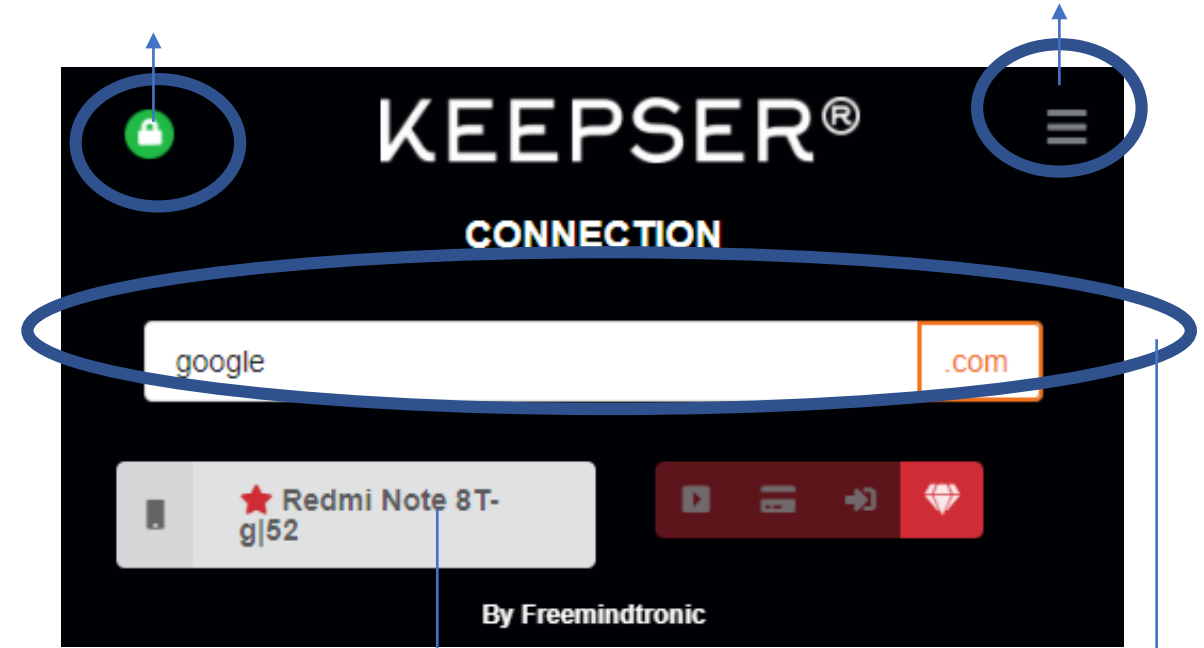 KEEPSER®
CONNECTION
google .com
Redmi Note 8T-
g|52
By Freemindtronic